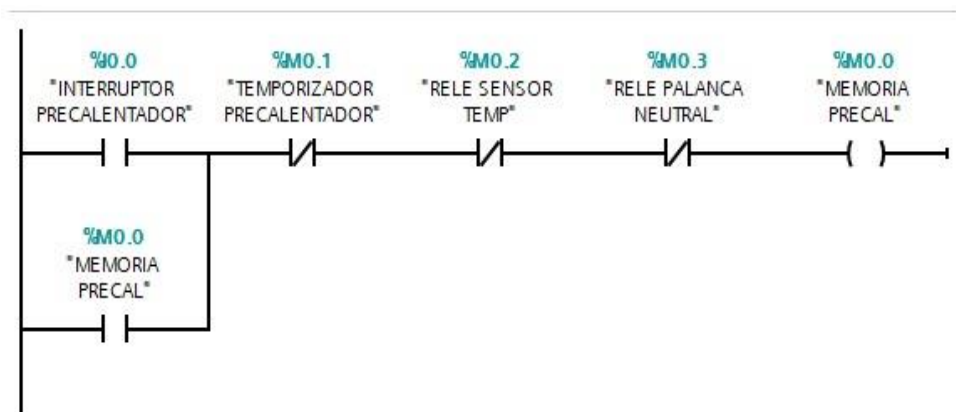 %I0.0
"INTERRUPTOR
PRECALENTADOR"
%M0.1
"TEMPORIZADOR
PRECALENTADOR"
%M0.2
"RELE SENSOR
TEMP"
%M0.3
"RELE PALANCA
NEUTRAL"
%M0.0
"MEMORIA
PRECAL"
%M0.0
"MEMORIA
PRECAL"